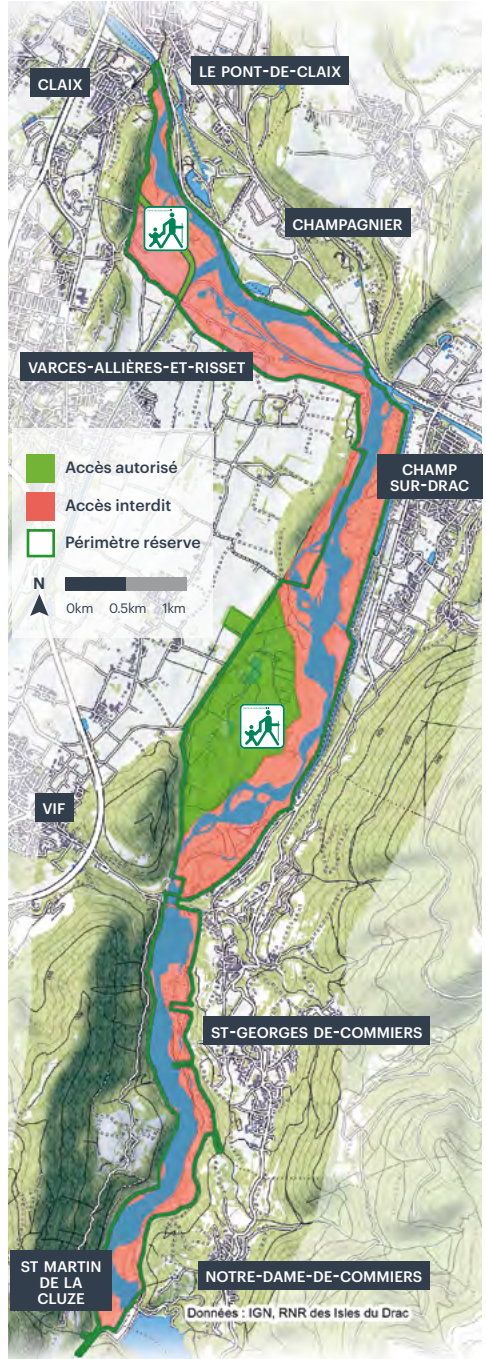 LE PONT-DE-CLAIX
CLAIX
CHAMPAGNIER
VARCES-ALLIÈRES-ET-RISSET
Accès autorisé
Accès interdit
Périmètre réserve
N
0km 0.5km 1km
CHAMP
SUR-DRAC
VIF
ST-GEORGES DE-COMMIERS
ST MARTIN
DE LA
CLUZE
NOTRE-DAME-DE-COMMIERS
Données : IGN, RNR des Isles du Drac